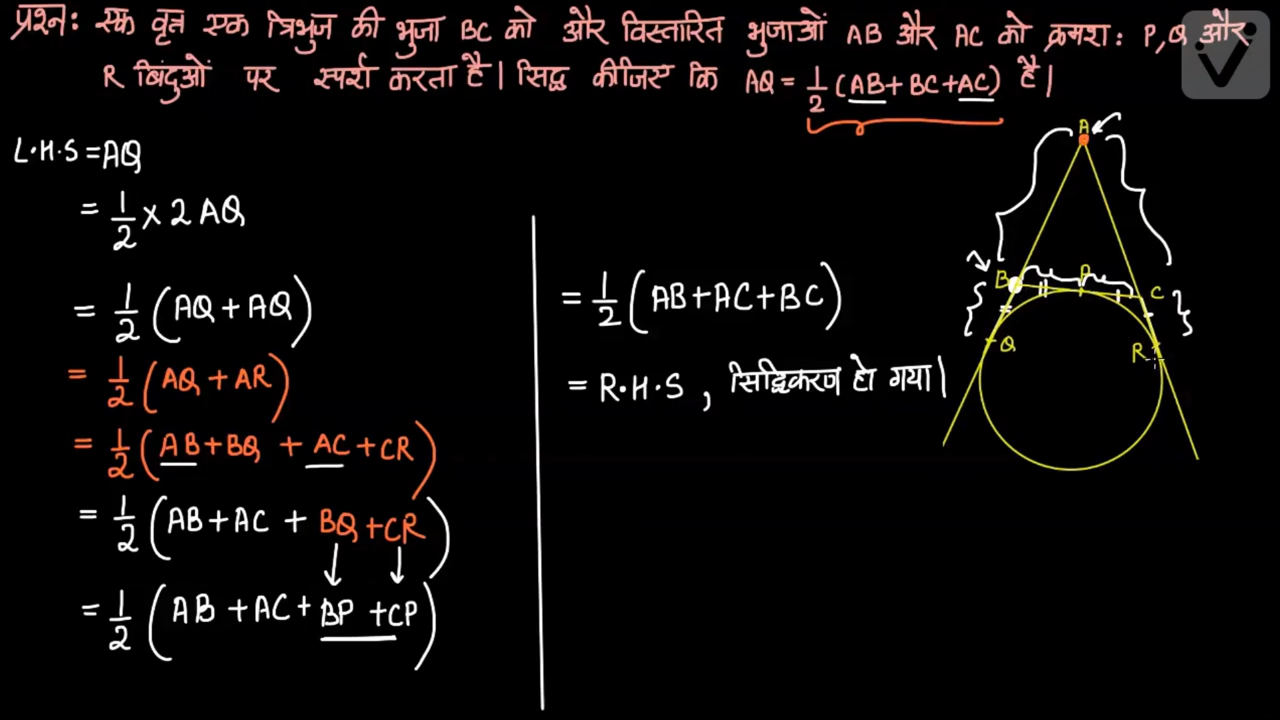 प्रश्न: एक वृत्त एक त्रिभुज की भुजा BC को और विस्तारित भुजाओं AB और AC को क्रमश: P, Q और
R बिंदुओं पर स्पर्श करता है। सिद्ध कीजिए कि AQ = 1/2 (AB + BC + AC) है।
L.H.S = AQ
= 1/2 × 2 AQ
= 1/2 (AQ + AQ)
= 1/2 (AQ + AR)
= 1/2 (AB + BQ + AC + CR)
= 1/2 (AB + AC + BQ + CR)
= 1/2 (AB + AC + BP + CP)
= 1/2 (AB + AC + BC)
= R.H.S , सिद्धिकरण हो गया।
A
B
P
C
Q
R